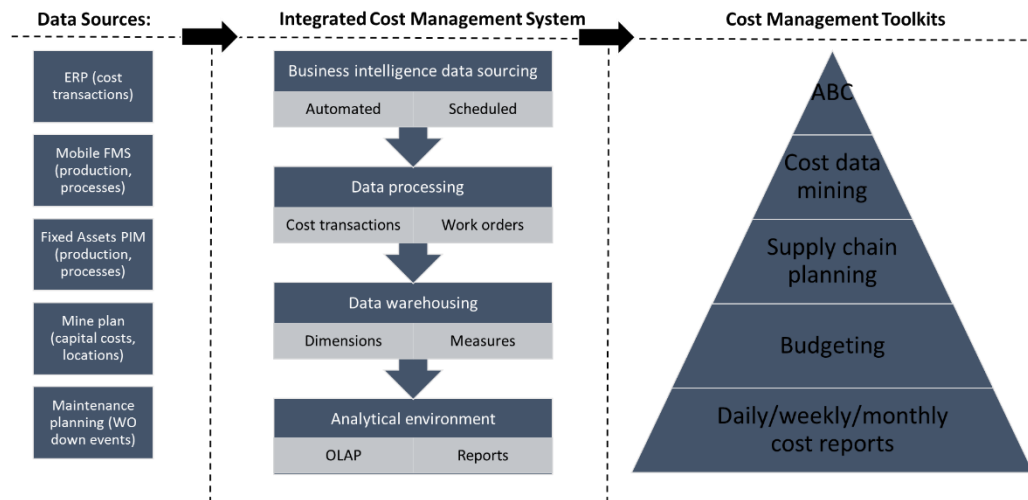 Data Sources:
Integrated Cost Management System
Cost Management Toolkits
ERP (cost
transactions)
Mobile FMS
(production,
processes)
Fixed Assets PIM
(production,
processes)
Mine plan
(capital costs,
locations)
Maintenance
planning (WO
down events)
Business intelligence data sourcing
Automated
Scheduled
Data processing
Cost transactions
Work orders
Data warehousing
Dimensions
Measures
Analytical environment
OLAP
Reports
ABC
Cost data
mining
Supply chain
planning
Budgeting
Daily/weekly/monthly
cost reports